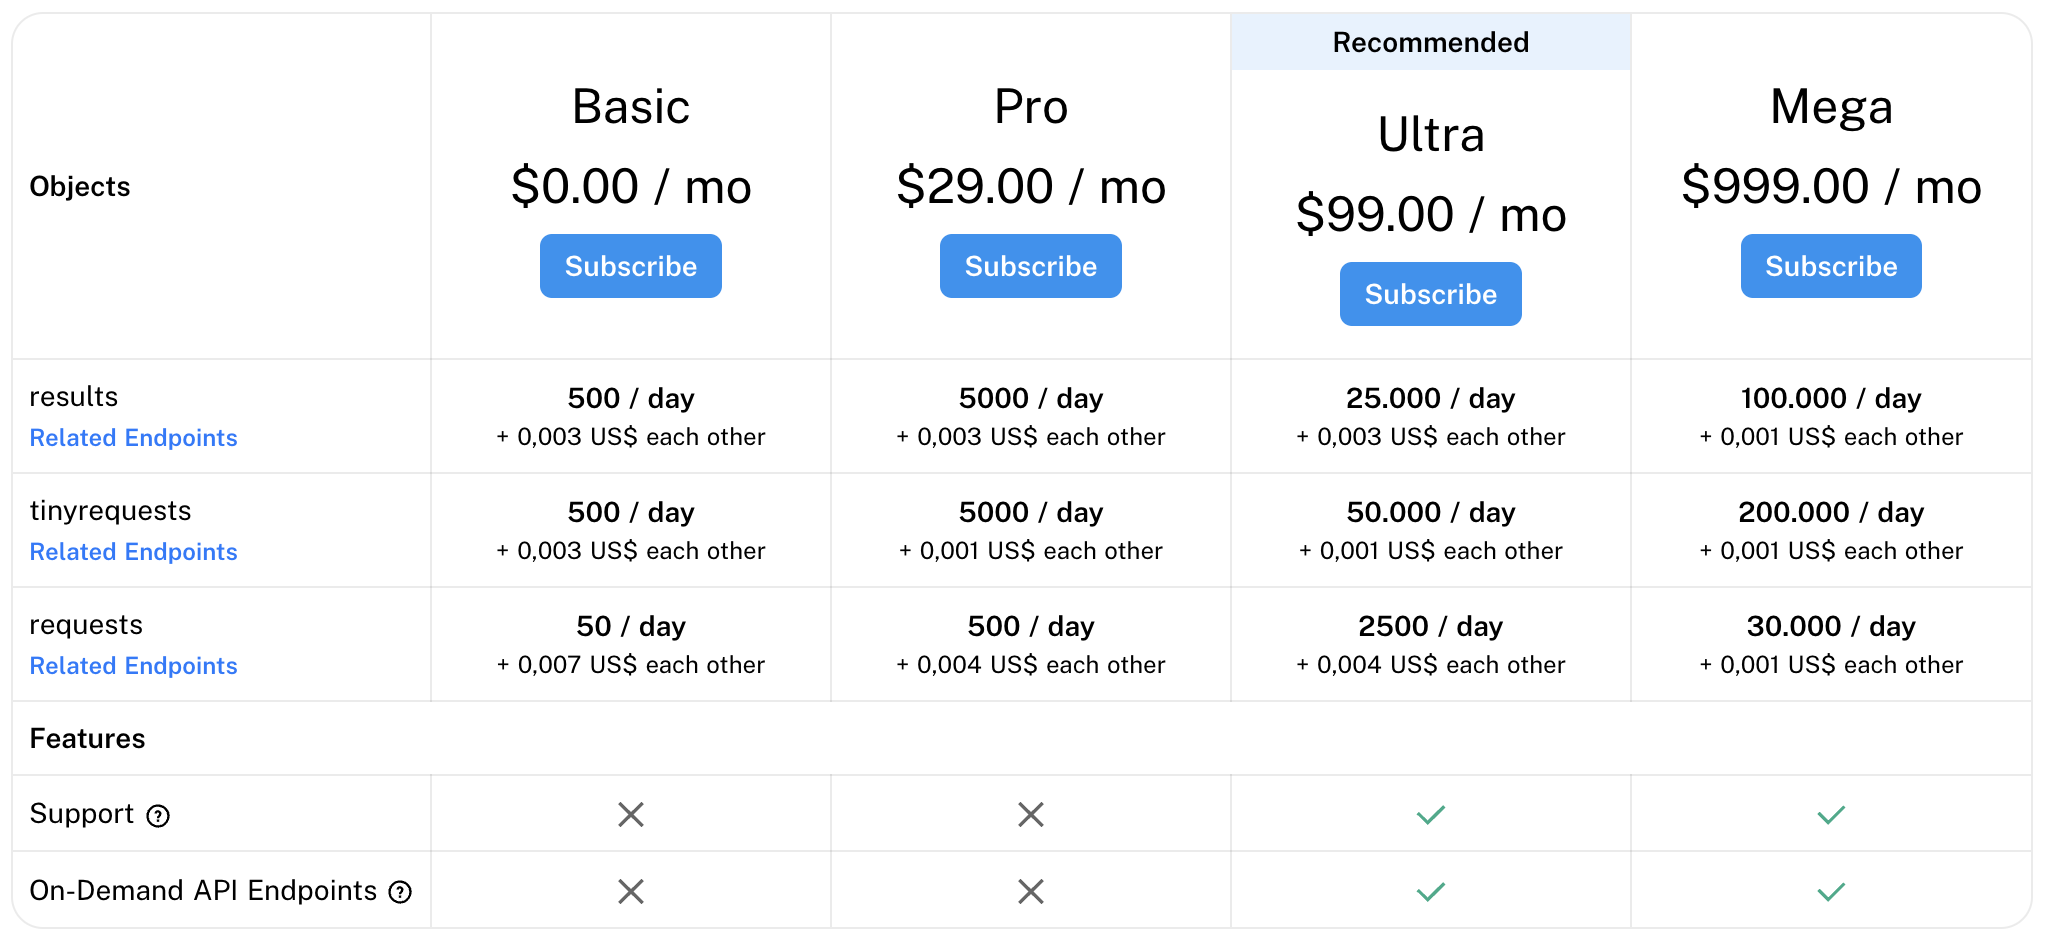 Recommended
Objects
Basic
$0.00 / mo
Subscribe
Pro
$29.00 / mo
Subscribe
Ultra
$99.00 / mo
Subscribe
Mega
$999.00 / mo
Subscribe
results
Related Endpoints
500 / day
+ 0,003 US$ each other
5000 / day
+ 0,003 US$ each other
25.000 / day
+ 0,003 US$ each other
100.000 / day
+ 0,001 US$ each other
tinyrequests
Related Endpoints
500 / day
+ 0,003 US$ each other
5000 / day
+ 0,001 US$ each other
50.000 / day
+ 0,001 US$ each other
200.000 / day
+ 0,001 US$ each other
requests
Related Endpoints
50 / day
+ 0,007 US$ each other
500 / day
+ 0,004 US$ each other
2500 / day
+ 0,004 US$ each other
30.000 / day
+ 0,001 US$ each other
Features
Support ?
On-Demand API Endpoints ?